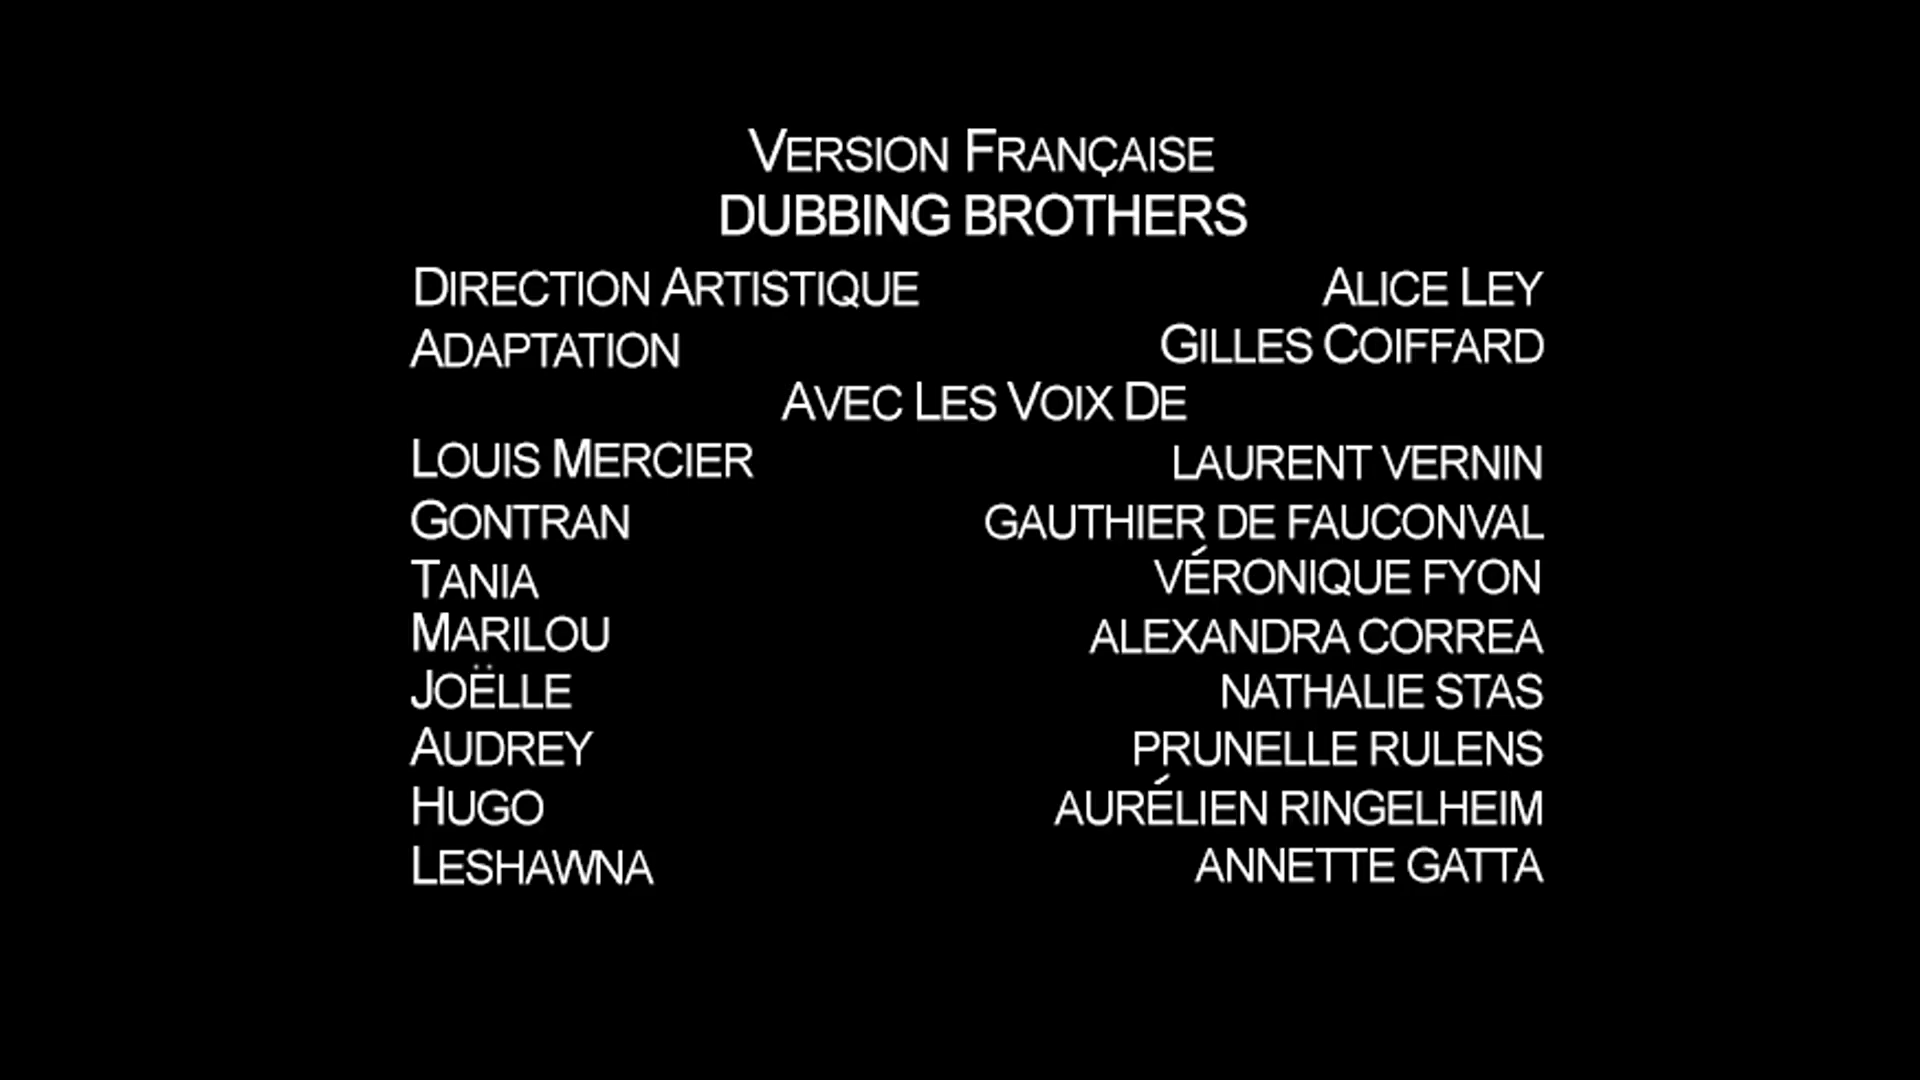 VERSION FRANÇAISE
DUBBING BROTHERS
DIRECTION ARTISTIQUE ALICE LEY
ADAPTATION GILLES COIFFARD
AVEC LES VOIX DE
LOUIS MERCIER LAURENT VERNIN
GONTRAN GAUTHIER DE FAUCONVAL
TANIA VÉRONIQUE FYON
MARILOU ALEXANDRA CORREA
JOËLLE NATHALIE STAS
AUDREY PRUNELLE RULENS
HUGO AURÉLIEN RINGELHEIM
LESHAWNA ANNETTE GATTA